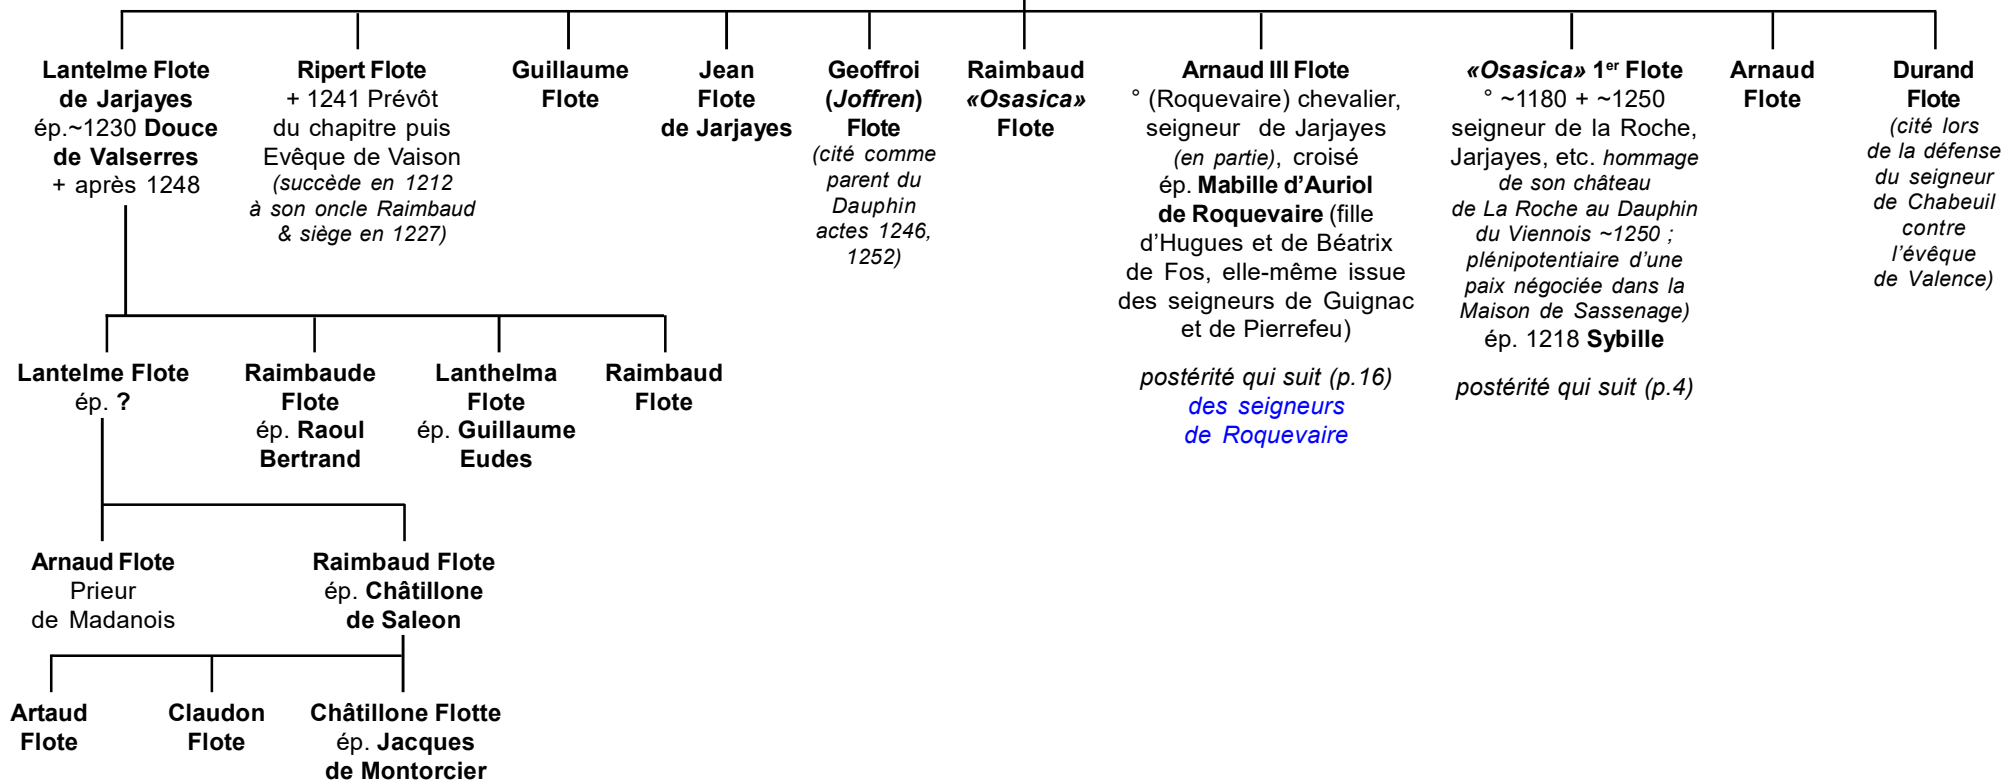 Lantelme Flote
de Jarjayes
ép.~1230 Douce
de Valserres
+ après 1248
Ripert Flote
+ 1241 Prévôt
du chapitre puis
Evêque de Vaison
(succède en 1212
à son oncle Raimbaud
& siège en 1227)
Guillaume
Flote
Jean
Flote
de Jarjayes
Geoffroi
(Joffren)
Flote
(cité comme
parent du
Dauphin
actes 1246,
1252)
Raimbaud
«Osasica»
Flote
Arnaud III Flote
° (Roquevaire) chevalier,
seigneur de Jarjayes
(en partie), croisé
ép. Mabille d'Auriol
de Roquevaire (fille
d'Hugues et de Béatrix
de Fos, elle-même issue
des seigneurs de Guignac
et de Pierrefeu)
postérité qui suit (p.16)
des seigneurs
de Roquevaire
«Osasica» 1er Flote
° ~1180 + ~1250
seigneur de la Roche,
Jarjayes, etc. hommage
de son château
de La Roche au Dauphin
du Viennois ~1250 ;
plénipotentiaire d'une
paix négociée dans la
Maison de Sassenage)
ép. 1218 Sybille
postérité qui suit (p.4)
Arnaud
Flote
Durand
Flote
(cité lors
de la défense
du seigneur
de Chabeuil
contre
l'évêque
de Valence)
Lantelme Flote
ép. ?
Raimbaude
Flote
ép. Raoul
Bertrand
Lanthelma
Flote
ép. Guillaume
Eudes
Raimbaud
Flote
Arnaud Flote
Prieur
de Madanois
Raimbaud Flote
ép. Châtillone
de Saleon
Artaud
Flote
Claudon
Flote
Châtillone Flotte
ép. Jacques
de Montorcier